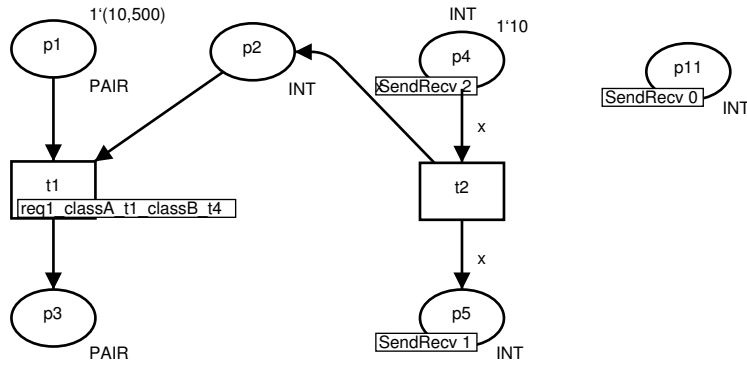 1‘(10,500)
INT
1‘10
p1
p2
p4
p11
PAIR
INT
x
SendRecv 2
SendRecv 0
INT
x
t1
t2
req1_classA_t1_classB_t4
x
p3
p5
SendRecv 1
PAIR
INT